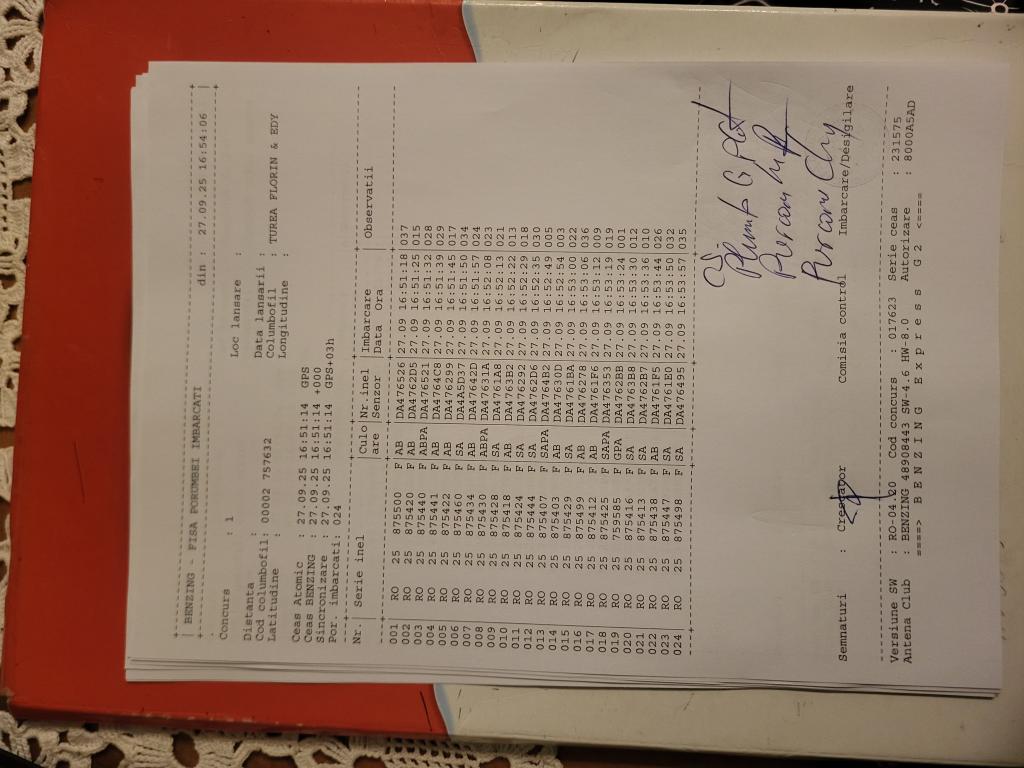 BENZING - FISA PORUMBEI IMBARCATI
din : 27.09.25 16:54:06
Concurs : 1 Loc lansare :
Distanta : Data lansarii :
Cod columbofil: 00002 757632 Columbofil : TUREA FLORIN & EDY
Latitudine : Longitudine :
Ceas Atomic : 27.09.25 16:51:14 GPS
Ceas BENZING : 27.09.25 16:51:14 +000
Sincronizare : 27.09.25 16:51:14 GPS+03h
Por. imbarcati: 024
Nr.| Serie inel |Culo|Nr.inel |Imbarcare | Observatii
|are |Senzor |Data Ora
001 RO 25 875500 F AB |DA476526|27.09 16:51:18 037
002 RO 25 875420 F AB |DA4762D5|27.09 16:51:25 015
003 RO 25 875440 F ABPA|DA476521|27.09 16:51:32 028
004 RO 25 875441 F AB |DA4764C8|27.09 16:51:39 029
005 RO 25 875422 F AB |DA476299|27.09 16:51:45 017
006 RO 25 875460 F SA |DA4A5D37|27.09 16:51:50 034
007 RO 25 875434 F AB |DA47642D|27.09 16:51:57 024
008 RO 25 875430 F ABPA|DA47631A|27.09 16:52:08 023
009 RO 25 875428 F SA |DA4761A8|27.09 16:52:13 021
010 RO 25 875418 F AB |DA4763B2|27.09 16:52:22 013
011 RO 25 875424 F SA |DA476292|27.09 16:52:29 018
012 RO 25 875444 F SA |DA4762D6|27.09 16:52:35 030
013 RO 25 875407 F SAPA|DA4764B2|27.09 16:52:49 005
014 RO 25 875403 F AB |DA47630D|27.09 16:52:54 003
015 RO 25 875429 F SA |DA4761BA|27.09 16:53:00 022
016 RO 25 875499 F AB |DA476278|27.09 16:53:06 036
017 RO 25 875412 F AB |DA4761F6|27.09 16:53:12 009
018 RO 25 875425 F SAPA|DA476353|27.09 16:53:19 019
019 RO 25 759585 F GPA |DA4762BB|27.09 16:53:24 001
020 RO 25 875416 F SA |DA4763B8|27.09 16:53:30 012
021 RO 25 875413 F SA |DA4762B7|27.09 16:53:36 010
022 RO 25 875438 F AB |DA4761F5|27.09 16:53:44 026
023 RO 25 875447 F SA |DA4761E0|27.09 16:53:50 032
024 RO 25 875498 F SA |DA476495|27.09 16:53:57 035
Semnaturi : Crescator Comisia control Imbarcare/Desigilare
Versiune SW : RO-04.20 Cod concurs : 017623 Serie ceas : 231575
Antena Club : BENZING 48908443 SW-4.6 HW-8.0 Autorizare : 8000A5AD
====> B E N Z I N G E x p r e s s G 2 <====